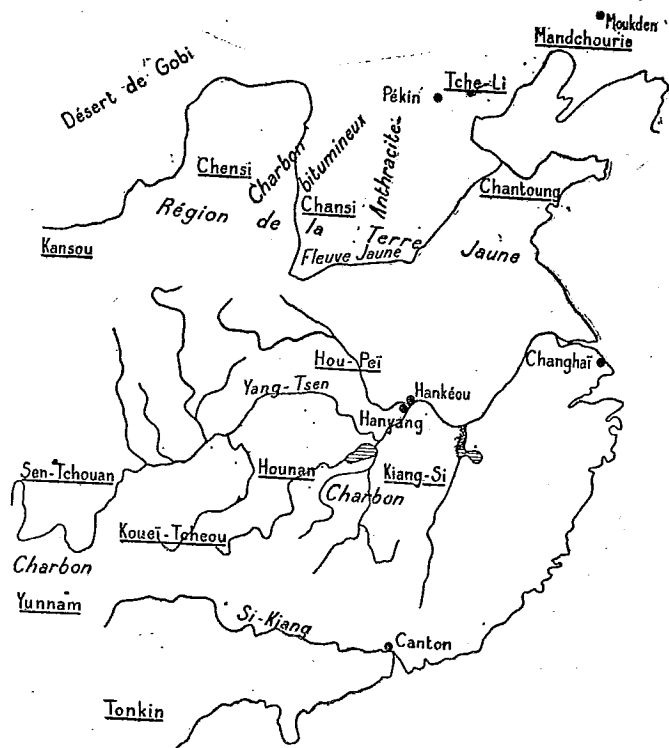 Moukden
Mandchourie
Désert de Gobi
Tche-Li
Pékin
Charbon
bitumineux
Anthracite
Chensi
Chansi
Chantoung
Région de la Terre Jaune
Kansou
Fleuve Jaune
Hou-Peï
Changhaï
Yang-Tsen
Hankéou
Hanyang
Sen-Tchouan
Hounan
Kiang-Si
Charbon
Koueï-Tcheou
Charbon
Yunnam
Si-Kiang
Canton
Tonkin